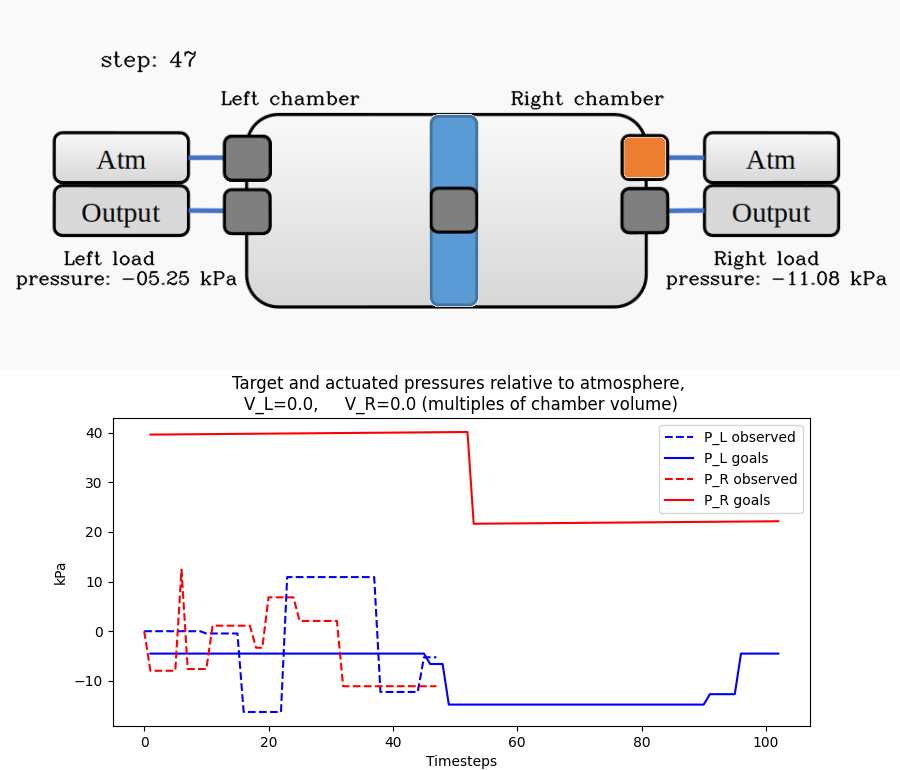 step: 47
Left chamber
Right chamber
Atm
Atm
Output
Output
Left load
pressure: -05.25 kPa
Right load
pressure: -11.08 kPa
Target and actuated pressures relative to atmosphere,
V_L=0.0, V_R=0.0 (multiples of chamber volume)
P_L observed
P_L goals
P_R observed
P_R goals
kPa
40
30
20
10
0
−10
0
20
40
60
80
100
Timesteps